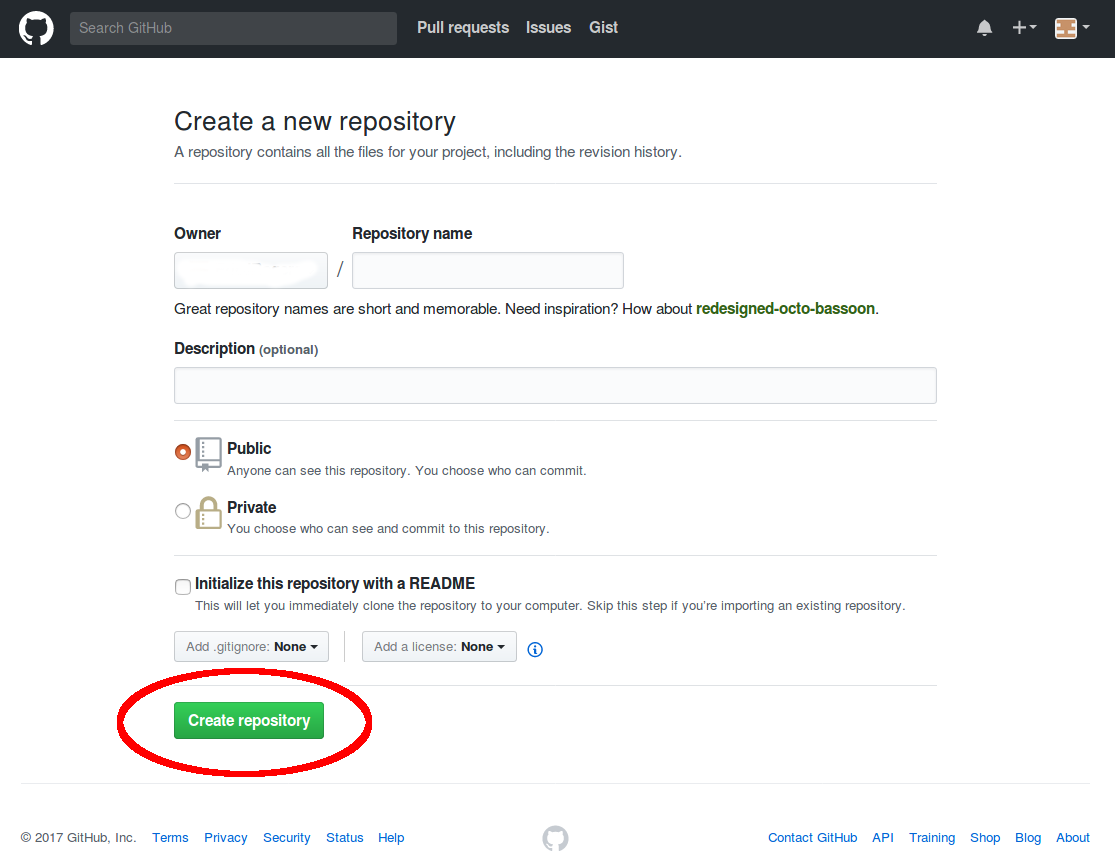 Search GitHub Pull requests Issues Gist
Create a new repository
A repository contains all the files for your project, including the revision history.
Owner Repository name
/
Great repository names are short and memorable. Need inspiration? How about redesigned-octo-bassoon.
Description (optional)
Public
Anyone can see this repository. You choose who can commit.
Private
You choose who can see and commit to this repository.
Initialize this repository with a README
This will let you immediately clone the repository to your computer. Skip this step if you’re importing an existing repository.
Add .gitignore: None Add a license: None
Create repository
© 2017 GitHub, Inc. Terms Privacy Security Status Help Contact GitHub API Training Shop Blog About